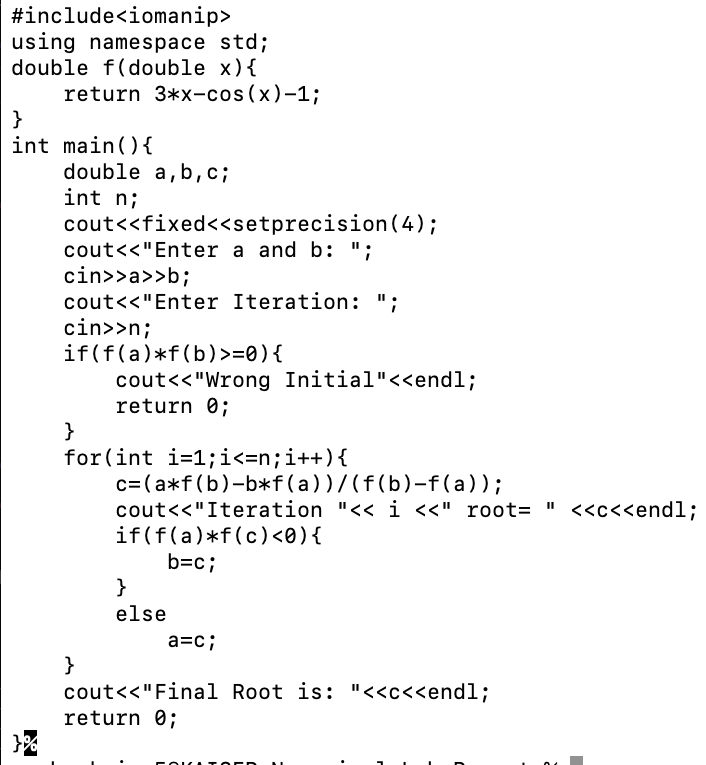 #include<iomanip>
using namespace std;
double f(double x){
    return 3*x-cos(x)-1;
}
int main(){
    double a,b,c;
    int n;
    cout<<fixed<<setprecision(4);
    cout<<"Enter a and b: ";
    cin>>a>>b;
    cout<<"Enter Iteration: ";
    cin>>n;
    if(f(a)*f(b)>=0){
        cout<<"Wrong Initial"<<endl;
        return 0;
    }
    for(int i=1;i<=n;i++){
        c=(a*f(b)-b*f(a))/(f(b)-f(a));
        cout<<"Iteration "<< i <<" root= " <<c<<endl;
        if(f(a)*f(c)<0){
            b=c;
        }
        else
            a=c;
    }
    cout<<"Final Root is: "<<c<<endl;
    return 0;
}%